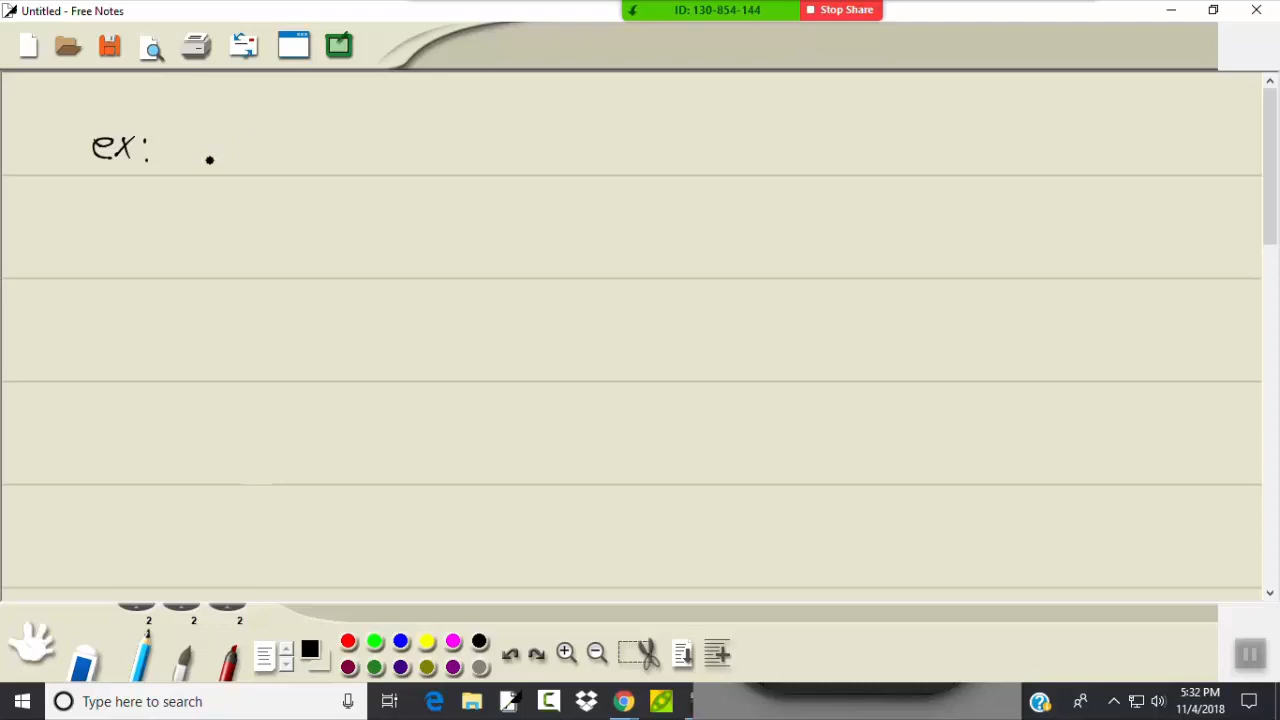 Untitled - Free Notes
ID: 130-854-144
Stop Share
ex:
2
2
2
Type here to search
5:32 PM
11/4/2018